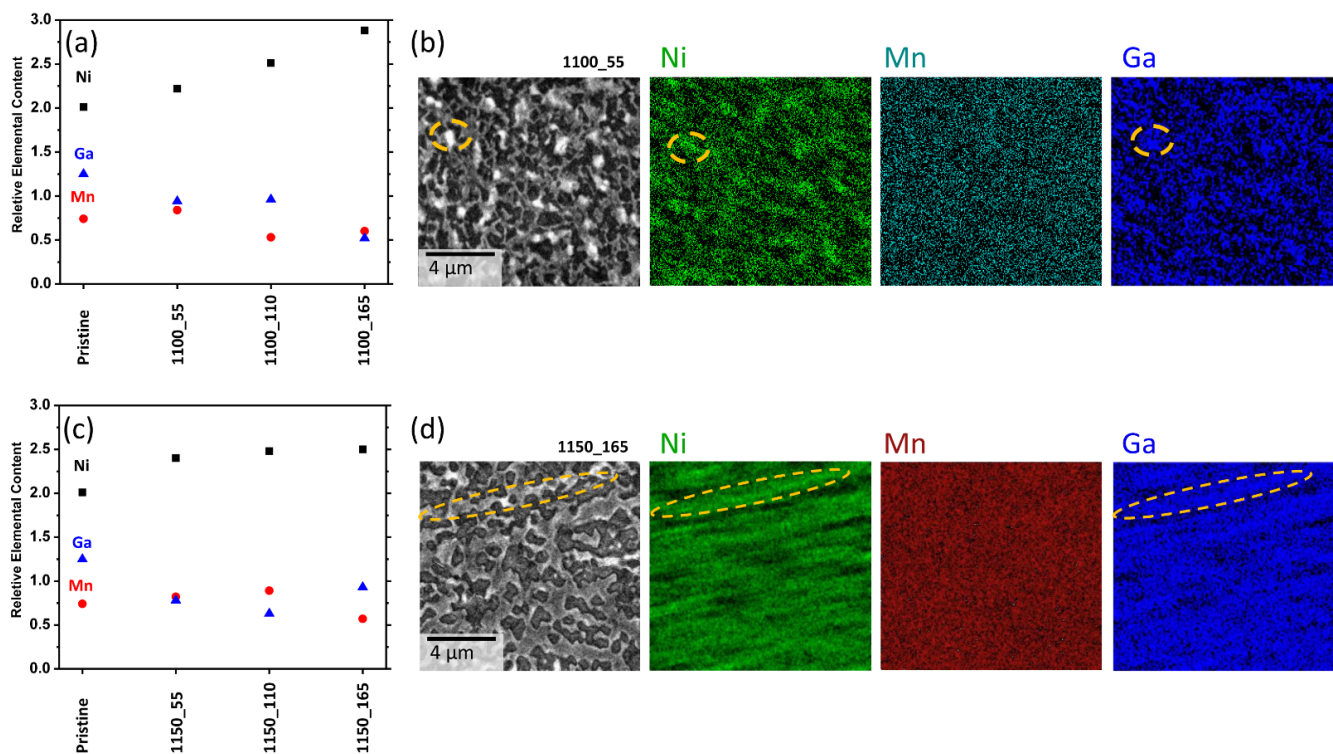 (a)
Reletive Elemental Content
3.0
2.5
2.0
1.5
1.0
0.5
0.0
Ni
Ga
Mn
Pristine
1100_55
1100_110
1100_165
(b)
1100_55
4 µm
Ni
Mn
Ga
(c)
Reletive Elemental Content
3.0
2.5
2.0
1.5
1.0
0.5
0.0
Ni
Ga
Mn
Pristine
1150_55
1150_110
1150_165
(d)
1150_165
4 µm
Ni
Mn
Ga